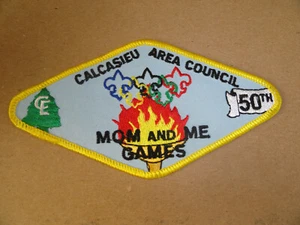 CALCASIEU AREA COUNCIL
50TH
MOM AND ME
GAMES